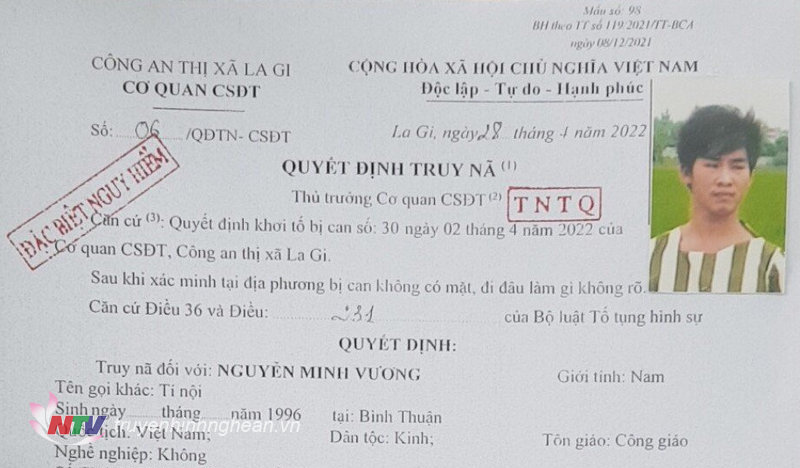 Mẫu số: 98
BH theo TT số 119/2021/TT-BCA
ngày 08/12/2021
CÔNG AN THỊ XÃ LA GI
CƠ QUAN CSĐT
CỘNG HÒA XÃ HỘI CHỦ NGHĨA VIỆT NAM
Độc lập - Tự do - Hạnh phúc
Số: 06 /QĐTN- CSĐT
La Gi, ngày 28 tháng 4 năm 2022
ĐẶC BIỆT NGUY HIỂM
QUYẾT ĐỊNH TRUY NÃ (1)
Thủ trưởng Cơ quan CSĐT (2)
TNTQ
Căn cứ (3): Quyết định khởi tố bị can số: 30 ngày 02 tháng 4 năm 2022 của
Cơ quan CSĐT, Công an thị xã La Gi.
Sau khi xác minh tại địa phương bị can không có mặt, đi đâu làm gì không rõ.
Căn cứ Điều 36 và Điều: 231 của Bộ luật Tố tụng hình sự
QUYẾT ĐỊNH:
Truy nã đối với: NGUYỄN MINH VƯƠNG Giới tính: Nam
Tên gọi khác: Tí nội
Sinh ngày tháng năm 1996 tại: Bình Thuận
Quốc tịch: Việt Nam; Dân tộc: Kinh; Tôn giáo: Công giáo
Nghề nghiệp: Không
NTV truyenhinhnghean.vn